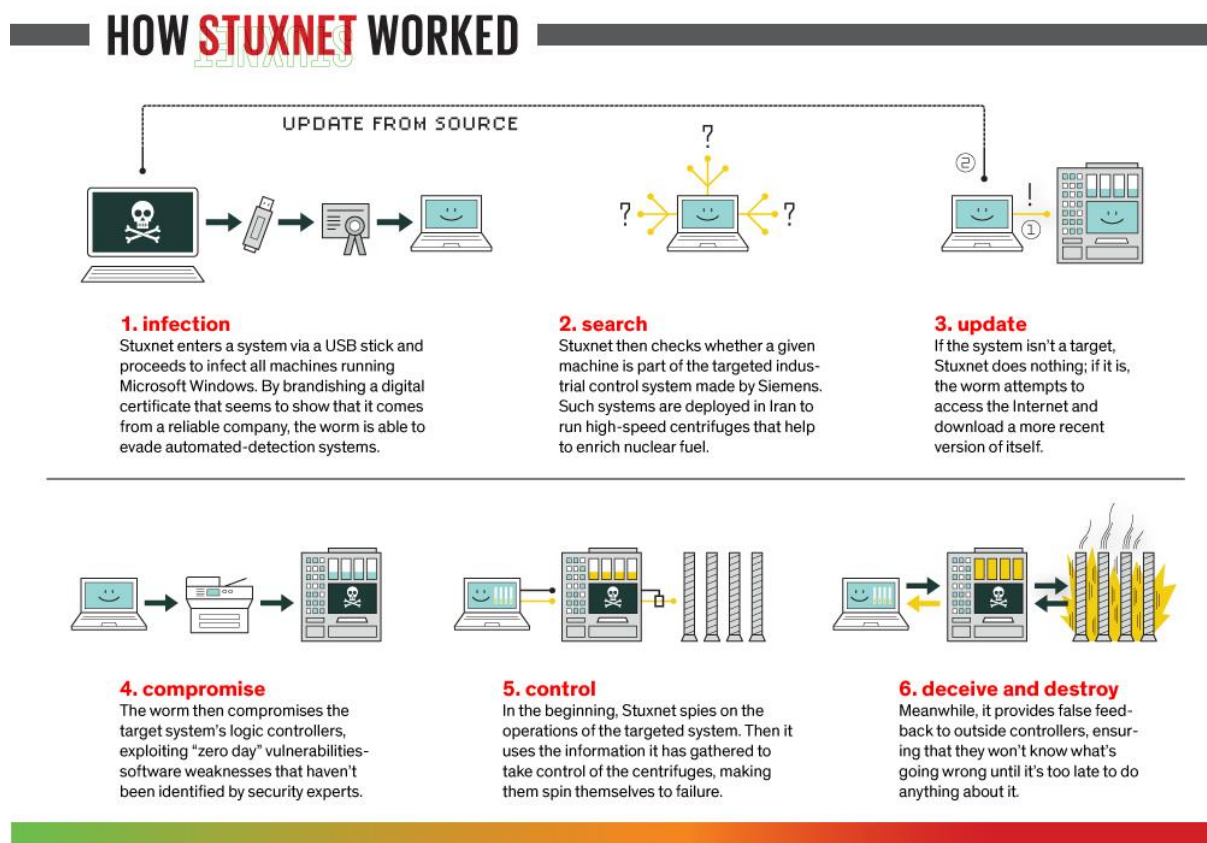 HOW STUXNET WORKED
STUXNET
UPDATE FROM SOURCE
?
?
?
2
!
1
1. infection
Stuxnet enters a system via a USB stick and
proceeds to infect all machines running
Microsoft Windows. By brandishing a digital
certificate that seems to show that it comes
from a reliable company, the worm is able to
evade automated-detection systems.
2. search
Stuxnet then checks whether a given
machine is part of the targeted indus-
trial control system made by Siemens.
Such systems are deployed in Iran to
run high-speed centrifuges that help
to enrich nuclear fuel.
3. update
If the system isn't a target,
Stuxnet does nothing; if it is,
the worm attempts to
access the Internet and
download a more recent
version of itself.
4. compromise
The worm then compromises the
target system's logic controllers,
exploiting "zero day" vulnerabilities-
software weaknesses that haven't
been identified by security experts.
5. control
In the beginning, Stuxnet spies on the
operations of the targeted system. Then it
uses the information it has gathered to
take control of the centrifuges, making
them spin themselves to failure.
6. deceive and destroy
Meanwhile, it provides false feed-
back to outside controllers, ensur-
ing that they won't know what's
going wrong until it's too late to do
anything about it.